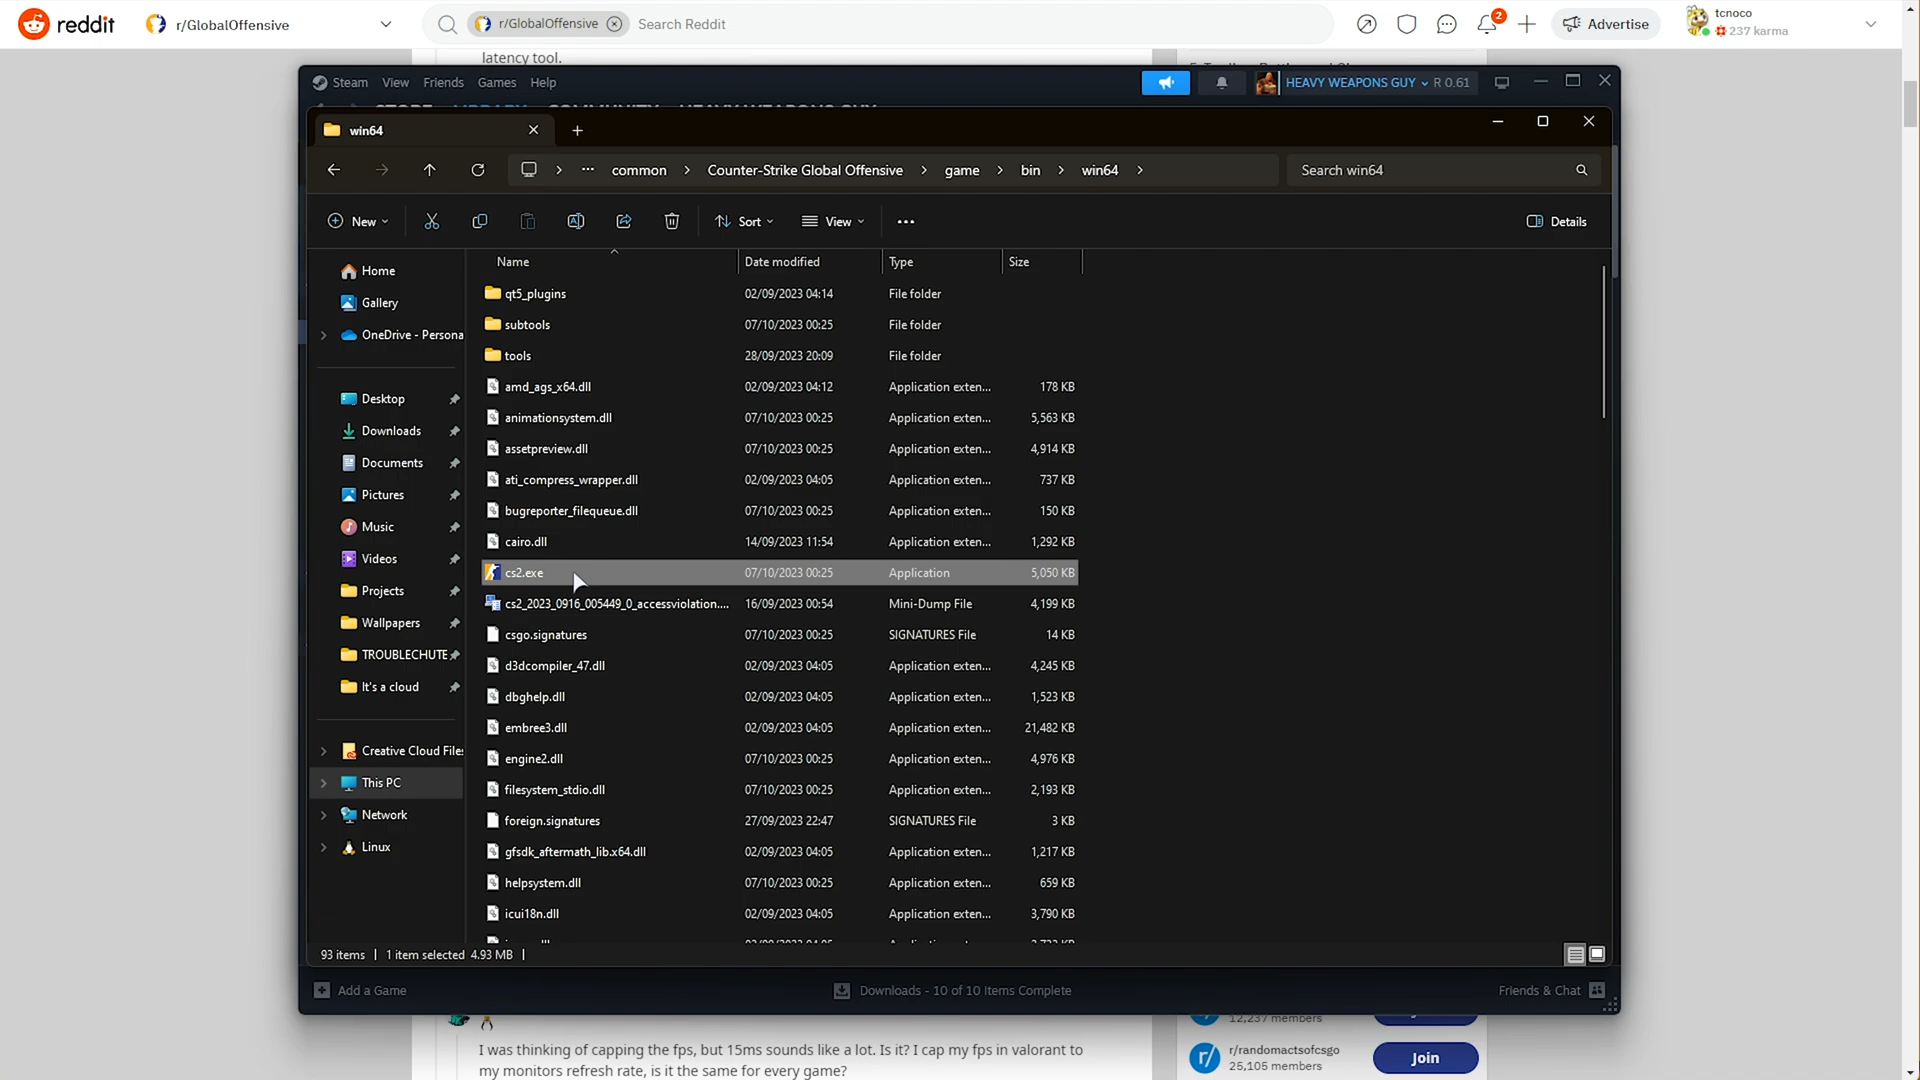 reddit
r/GlobalOffensive
r/GlobalOffensive
Search Reddit
2
Advertise
tcnoco
237 karma
latency tool.
Steam View Friends Games Help
HEAVY WEAPONS GUY R 0.61
STORE LIBRARY COMMUNITY HEAVY WEAPONS GUY
win64
common > Counter-Strike Global Offensive > game > bin > win64 >
Search win64
New
Sort
View
Details
Name Date modified Type Size
Home
Gallery
OneDrive - Persona
Desktop
Downloads
Documents
Pictures
Music
Videos
Projects
Wallpapers
TROUBLECHUTE
It's a cloud
Creative Cloud Files
This PC
Network
Linux
qt5_plugins 02/09/2023 04:14 File folder
subtools 07/10/2023 00:25 File folder
tools 28/09/2023 20:09 File folder
amd_ags_x64.dll 02/09/2023 04:12 Application exten... 178 KB
animationsystem.dll 07/10/2023 00:25 Application exten... 5,563 KB
assetpreview.dll 07/10/2023 00:25 Application exten... 4,914 KB
ati_compress_wrapper.dll 02/09/2023 04:05 Application exten... 737 KB
bugreporter_filequeue.dll 07/10/2023 00:25 Application exten... 150 KB
cairo.dll 14/09/2023 11:54 Application exten... 1,292 KB
cs2.exe 07/10/2023 00:25 Application 5,050 KB
cs2_2023_0916_005449_0_accessviolation.... 16/09/2023 00:54 Mini-Dump File 4,199 KB
csgo.signatures 07/10/2023 00:25 SIGNATURES File 14 KB
d3dcompiler_47.dll 02/09/2023 04:05 Application exten... 4,245 KB
dbghelp.dll 02/09/2023 04:05 Application exten... 1,523 KB
embree3.dll 02/09/2023 04:05 Application exten... 21,482 KB
engine2.dll 07/10/2023 00:25 Application exten... 4,976 KB
filesystem_stdio.dll 07/10/2023 00:25 Application exten... 2,193 KB
foreign.signatures 27/09/2023 22:47 SIGNATURES File 3 KB
gfsdk_aftermath_lib.x64.dll 02/09/2023 04:05 Application exten... 1,217 KB
helpsystem.dll 07/10/2023 00:25 Application exten... 659 KB
icui18n.dll 02/09/2023 04:05 Application exten... 3,790 KB
93 items | 1 item selected 4.93 MB |
Add a Game
Downloads - 10 of 10 Items Complete
Friends & Chat
12,237 members
I was thinking of capping the fps, but 15ms sounds like a lot. Is it? I cap my fps in valorant to
my monitors refresh rate, is it the same for every game?
r/randomactsofcsgo
25,105 members
Join